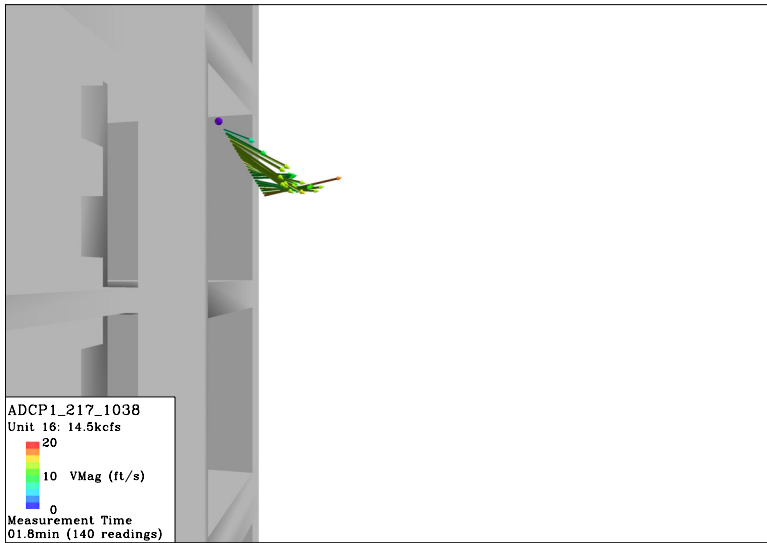 ADCP1_217_1038
Unit 16: 14.5kcfs
20
10 VMag (ft/s)
0
Measurement Time
01.8min (140 readings)